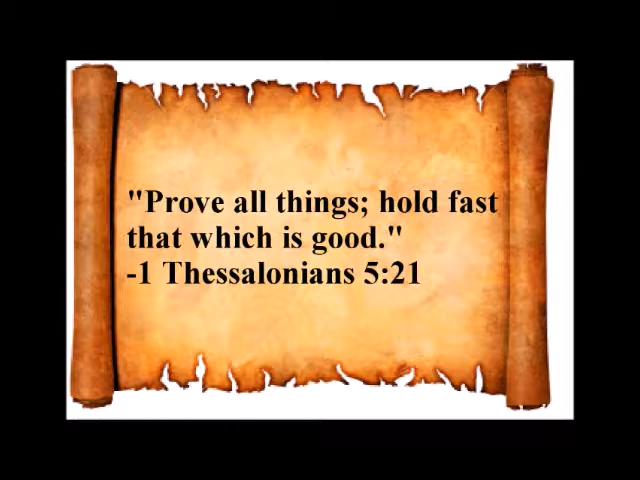 "Prove all things; hold fast
that which is good."
-1 Thessalonians 5:21